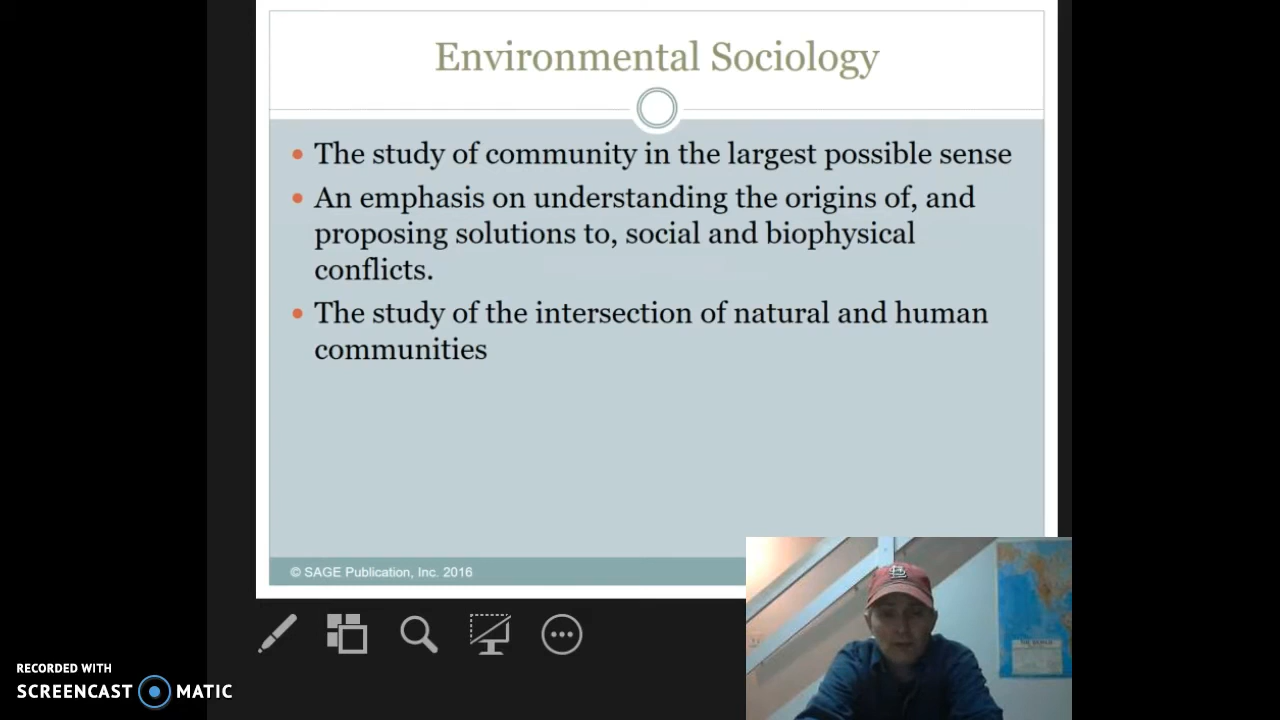 Environmental Sociology
The study of community in the largest possible sense
An emphasis on understanding the origins of, and
proposing solutions to, social and biophysical
conflicts.
The study of the intersection of natural and human
communities
© SAGE Publication, Inc. 2016
RECORDED WITH
SCREENCAST MATIC